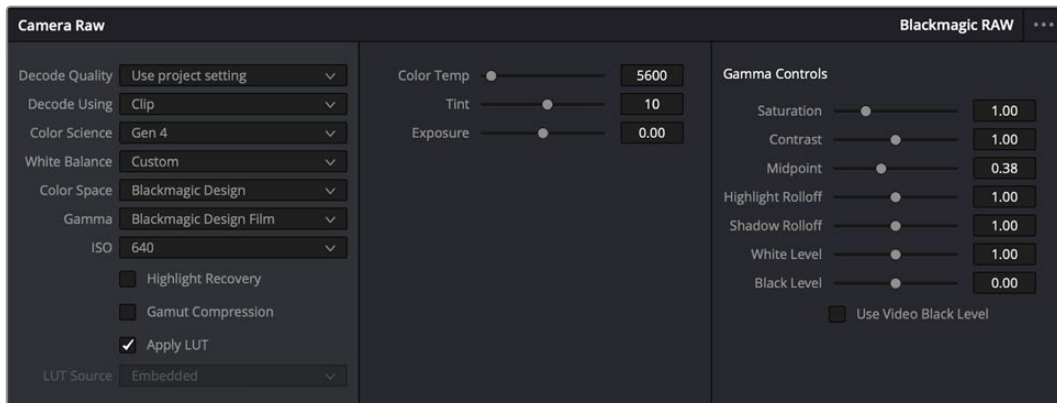 Camera Raw
Blackmagic RAW
Decode Quality Use project setting
Decode Using Clip
Color Science Gen 4
White Balance Custom
Color Space Blackmagic Design
Gamma Blackmagic Design Film
ISO 640
Highlight Recovery
Gamut Compression
Apply LUT
LUT Source Embedded
Color Temp 5600
Tint 10
Exposure 0.00
Gamma Controls
Saturation 1.00
Contrast 1.00
Midpoint 0.38
Highlight Rolloff 1.00
Shadow Rolloff 1.00
White Level 1.00
Black Level 0.00
Use Video Black Level